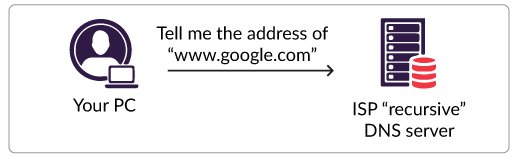 Tell me the address of
“www.google.com”
Your PC
ISP “recursive”
DNS server